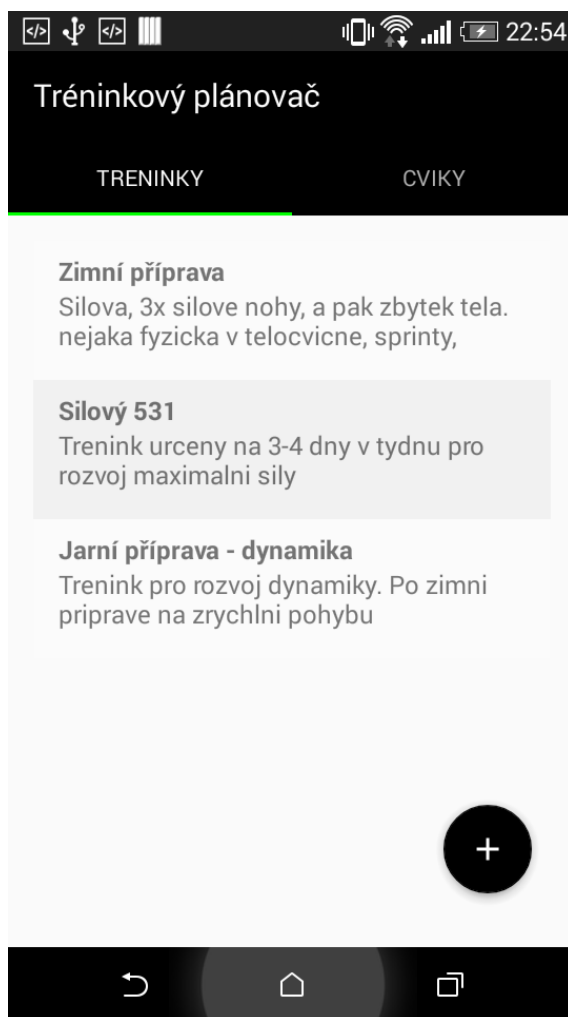 22:54
Tréninkový plánovač
TRENINKY CVIKY
Zimní příprava
Silova, 3x silove nohy, a pak zbytek tela.
nejaka fyzicka v telocvicne, sprinty,
Silový 531
Trenink urceny na 3-4 dny v tydnu pro
rozvoj maximalni sily
Jarní příprava - dynamika
Trenink pro rozvoj dynamiky. Po zimni
priprave na zrychlni pohybu